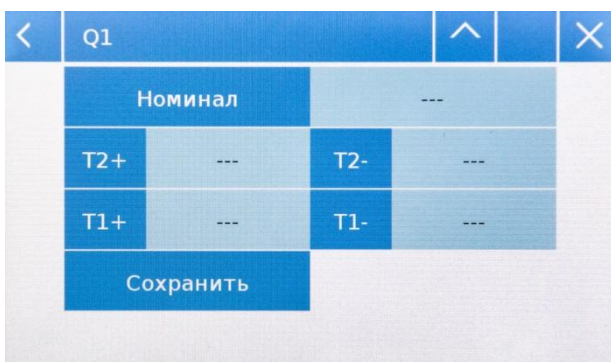 Q1
Номинал ---
T2+ --- T2- ---
T1+ --- T1- ---
Сохранить